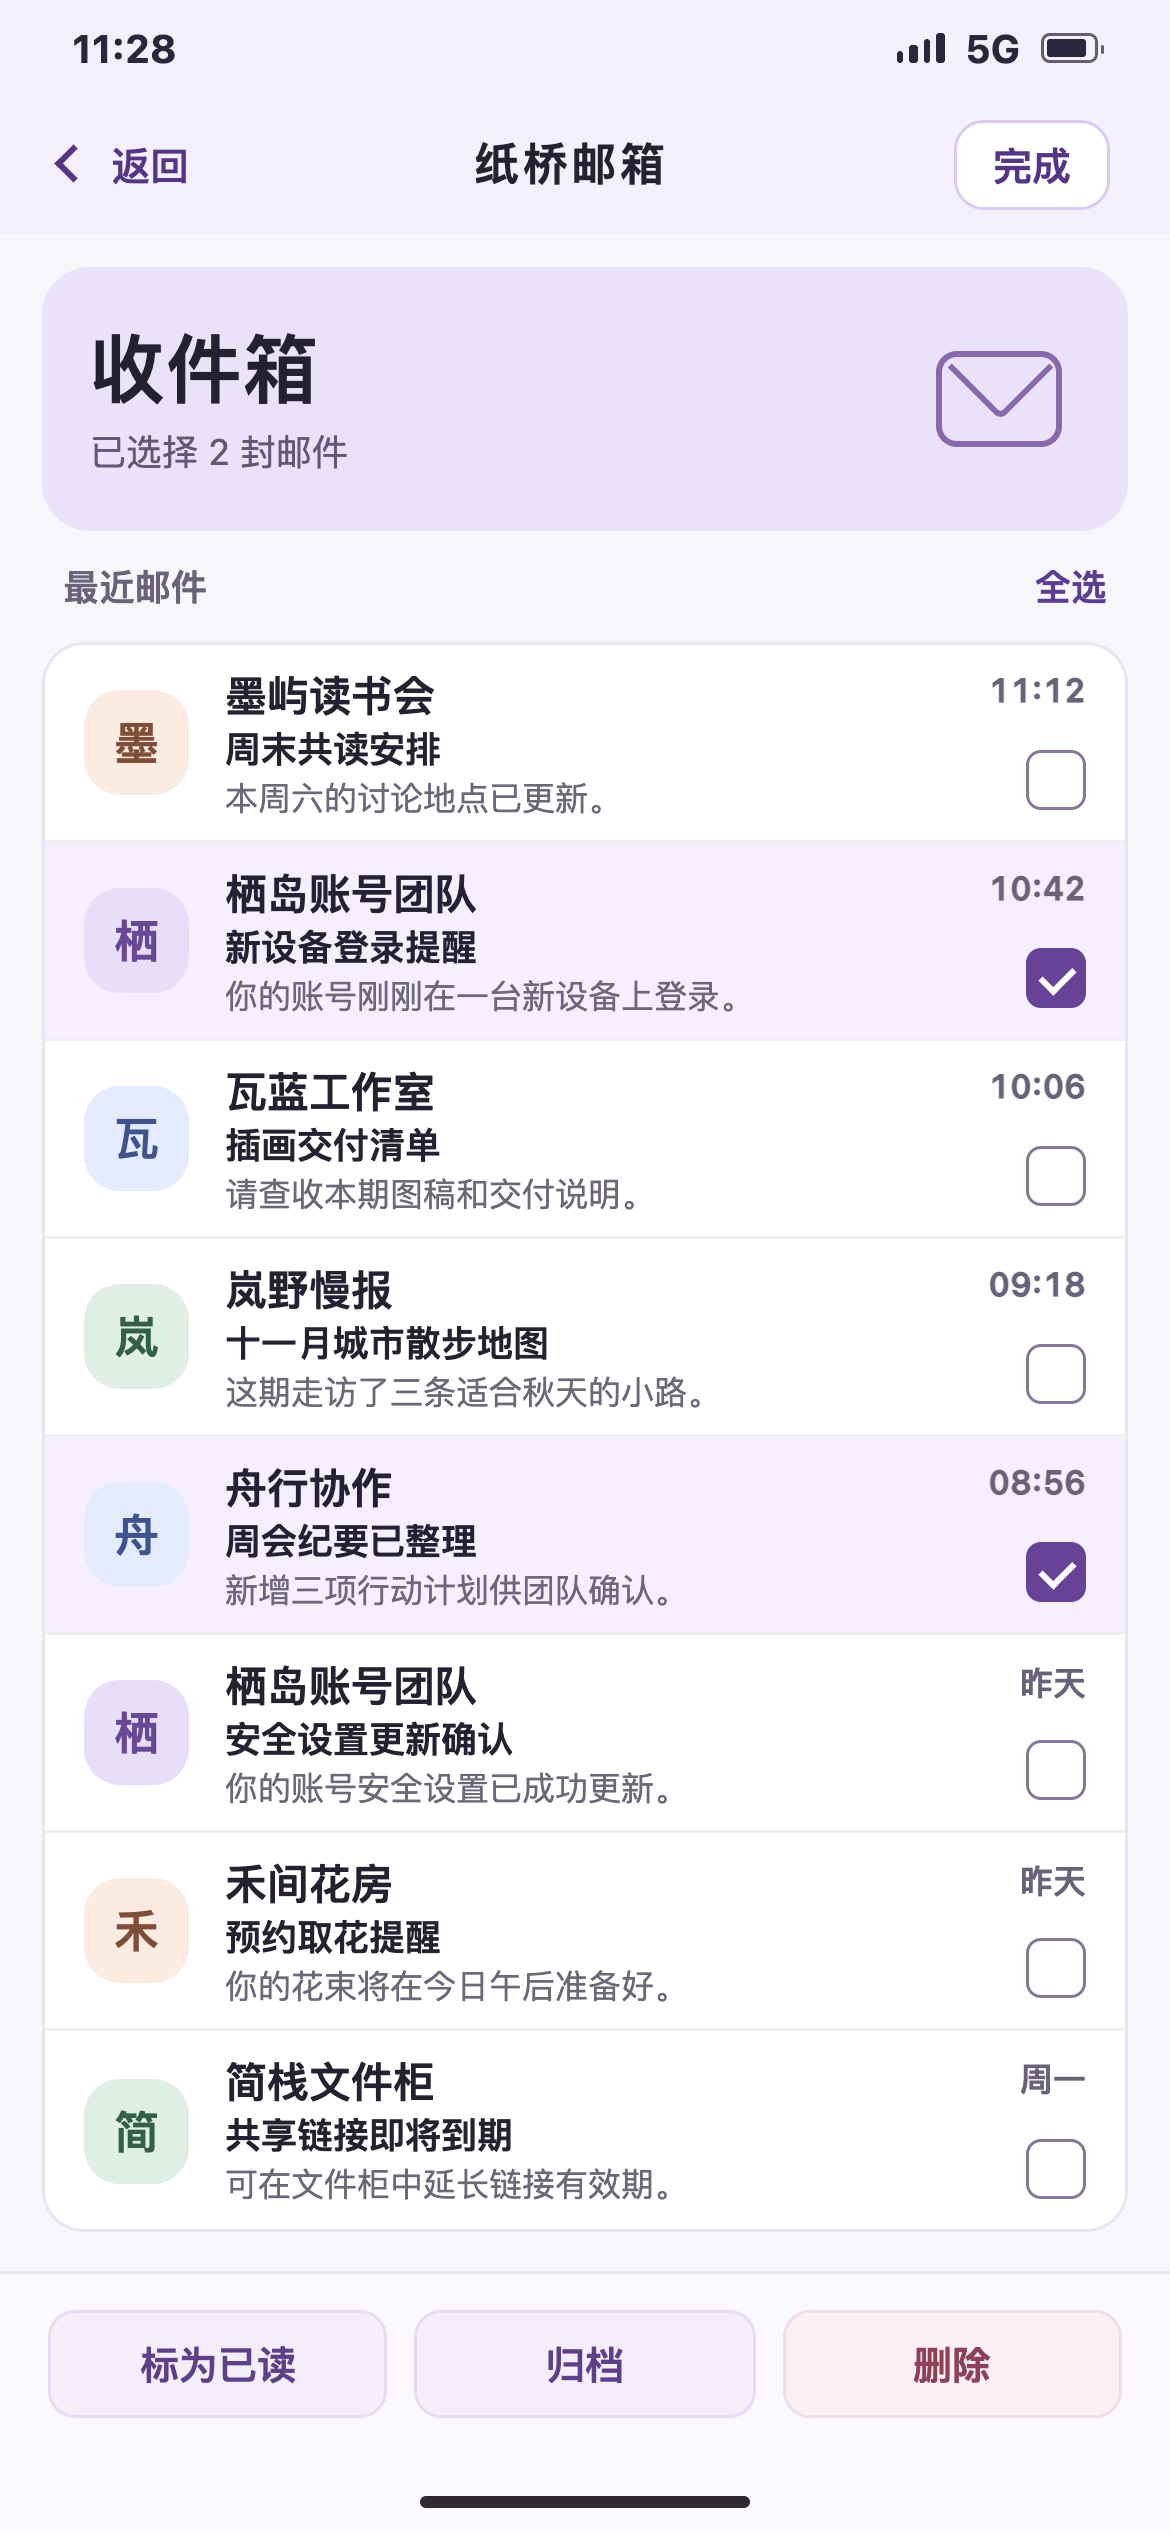 11:28
5G
返回
纸桥邮箱
完成
收件箱
已选择 2 封邮件
最近邮件
全选
墨
墨屿读书会
11:12
周末共读安排
本周六的讨论地点已更新。
栖
栖岛账号团队
10:42
新设备登录提醒
你的账号刚刚在一台新设备上登录。
瓦
瓦蓝工作室
10:06
插画交付清单
请查收本期图稿和交付说明。
岚
岚野慢报
09:18
十一月城市散步地图
这期走访了三条适合秋天的小路。
舟
舟行协作
08:56
周会纪要已整理
新增三项行动计划供团队确认。
栖
栖岛账号团队
昨天
安全设置更新确认
你的账号安全设置已成功更新。
禾
禾间花房
昨天
预约取花提醒
你的花束将在今日午后准备好。
简
简栈文件柜
周一
共享链接即将到期
可在文件柜中延长链接有效期。
标为已读
归档
删除